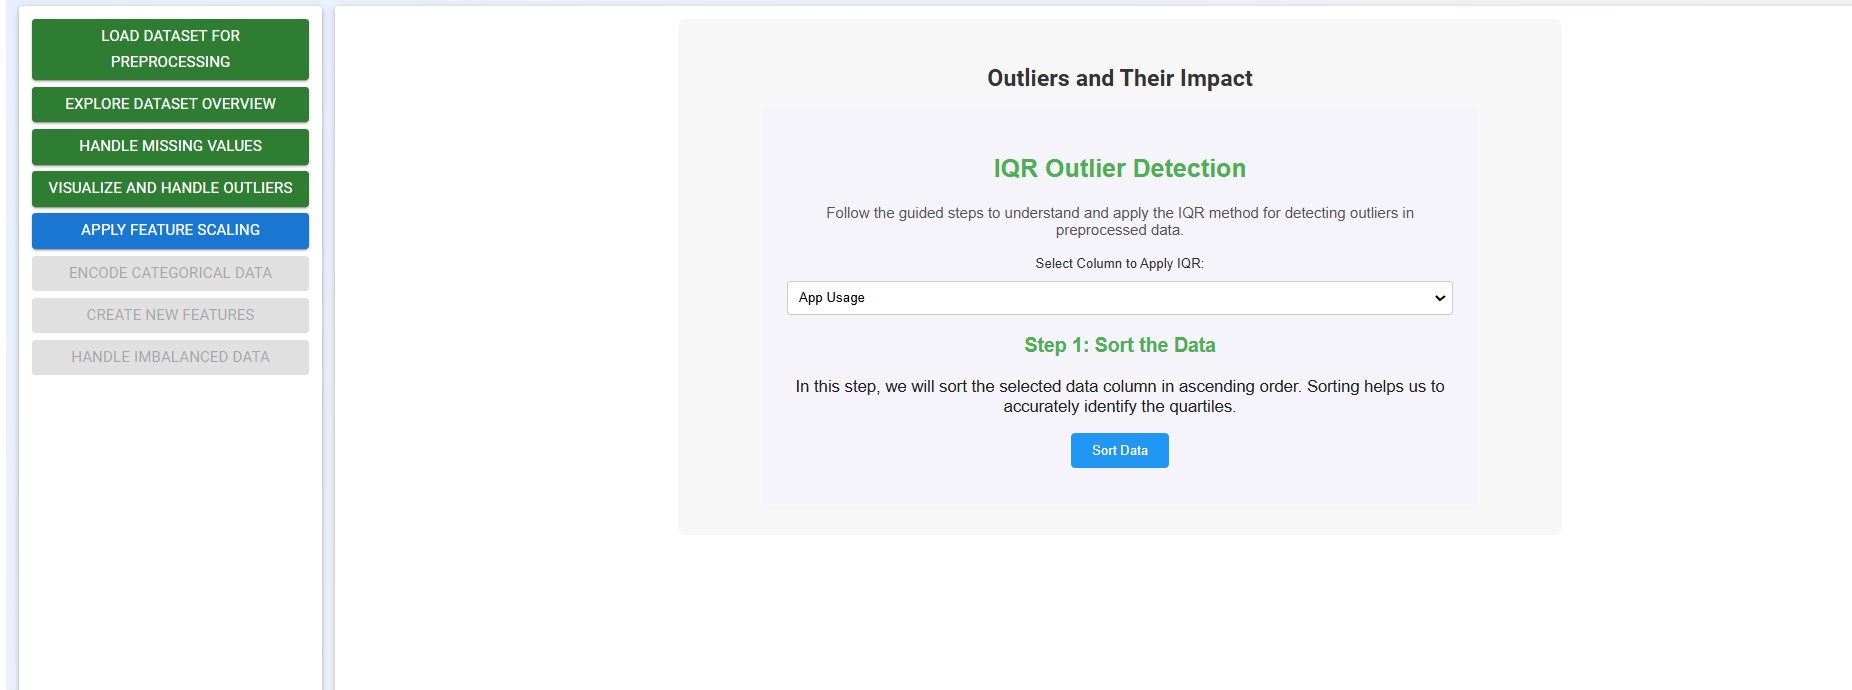 LOAD DATASET FOR
PREPROCESSING
EXPLORE DATASET OVERVIEW
HANDLE MISSING VALUES
VISUALIZE AND HANDLE OUTLIERS
APPLY FEATURE SCALING
ENCODE CATEGORICAL DATA
CREATE NEW FEATURES
HANDLE IMBALANCED DATA
Outliers and Their Impact
IQR Outlier Detection
Follow the guided steps to understand and apply the IQR method for detecting outliers in
preprocessed data.
Select Column to Apply IQR:
App Usage
Step 1: Sort the Data
In this step, we will sort the selected data column in ascending order. Sorting helps us to
accurately identify the quartiles.
Sort Data